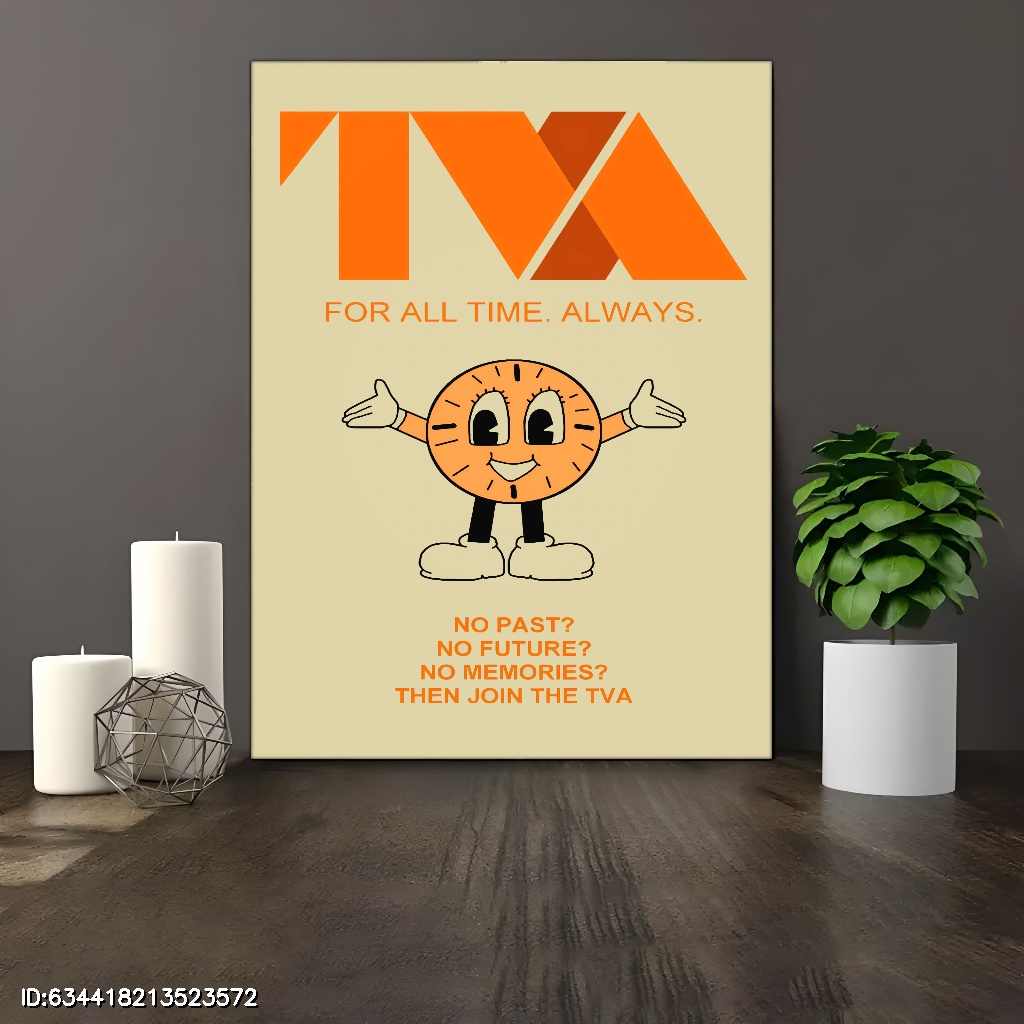 TVA
FOR ALL TIME. ALWAYS.
NO PAST?
NO FUTURE?
NO MEMORIES?
THEN JOIN THE TVA
ID:634418213523572